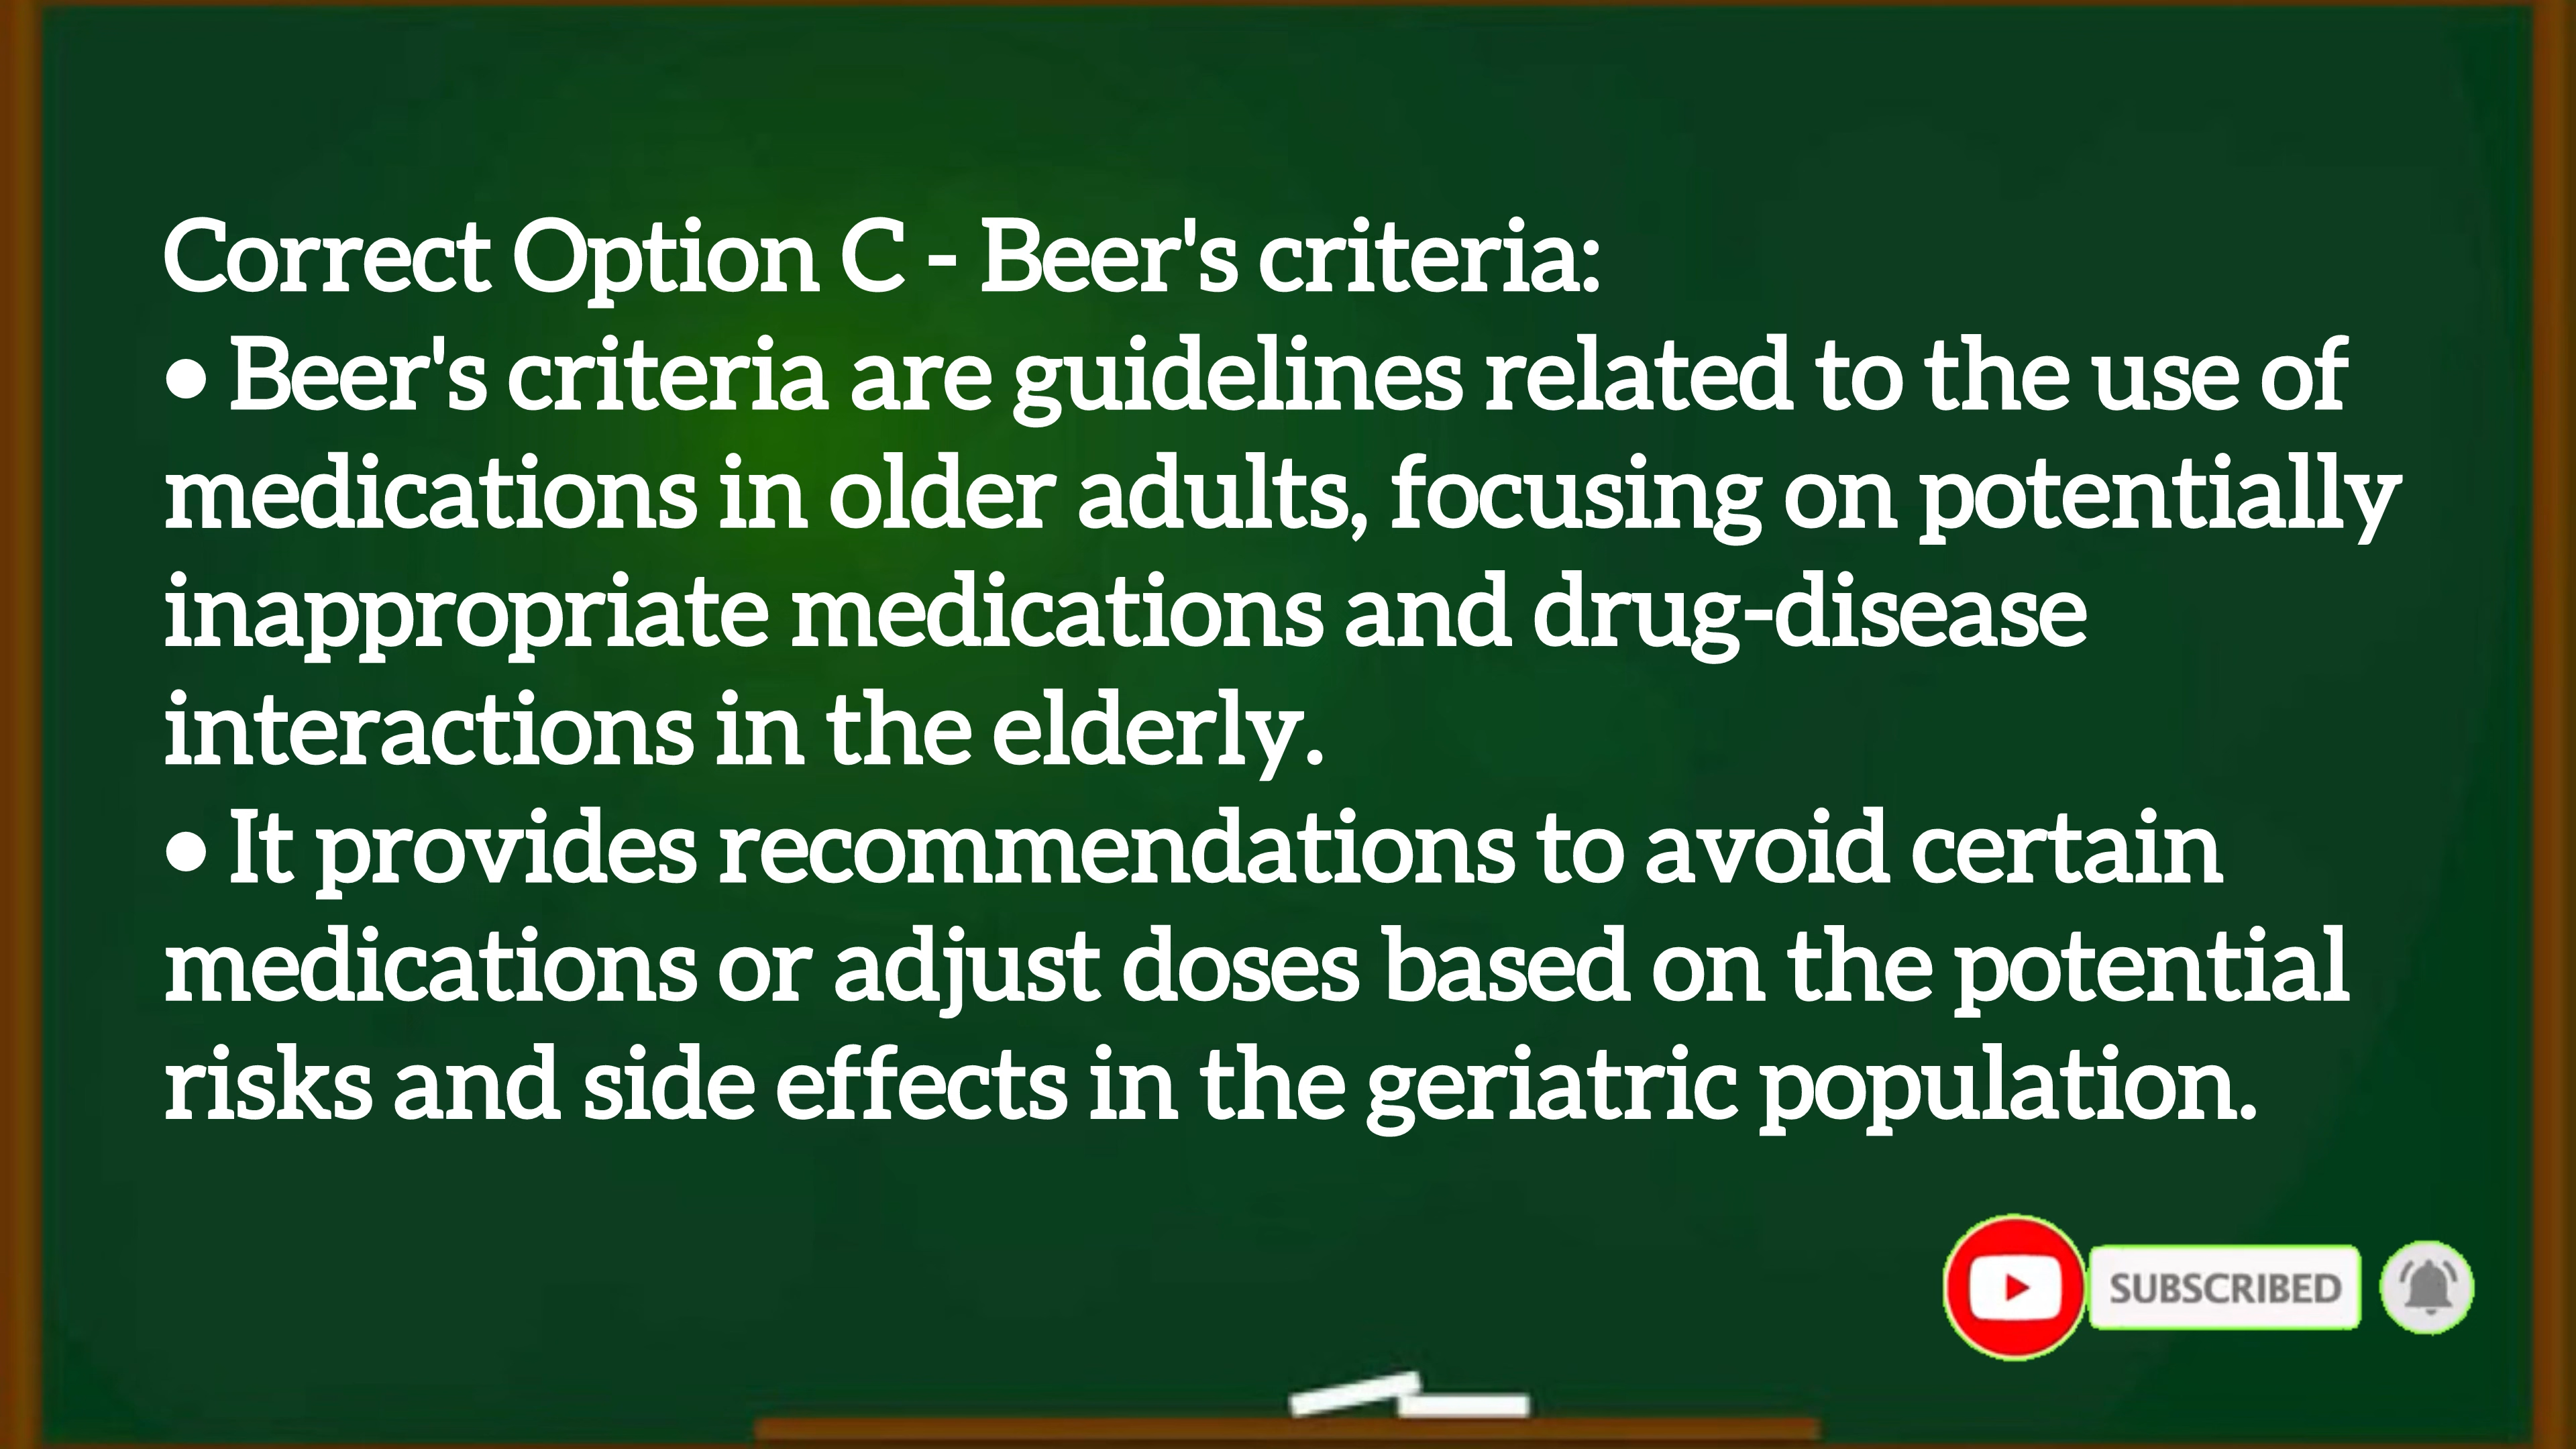 Correct Option C - Beer's criteria:
• Beer's criteria are guidelines related to the use of
medications in older adults, focusing on potentially
inappropriate medications and drug-disease
interactions in the elderly.
• It provides recommendations to avoid certain
medications or adjust doses based on the potential
risks and side effects in the geriatric population.
SUBSCRIBED